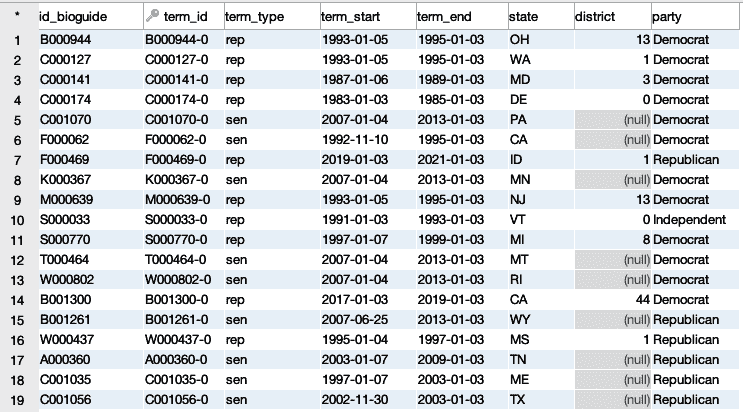 * id_bioguide term_id term_type term_start term_end state district party
1 B000944 B000944-0 rep 1993-01-05 1995-01-03 OH 13 Democrat
2 C000127 C000127-0 rep 1993-01-05 1995-01-03 WA 1 Democrat
3 C000141 C000141-0 rep 1987-01-06 1989-01-03 MD 3 Democrat
4 C000174 C000174-0 rep 1983-01-03 1985-01-03 DE 0 Democrat
5 C001070 C001070-0 sen 2007-01-04 2013-01-03 PA (null) Democrat
6 F000062 F000062-0 sen 1992-11-10 1995-01-03 CA (null) Democrat
7 F000469 F000469-0 rep 2019-01-03 2021-01-03 ID 1 Republican
8 K000367 K000367-0 sen 2007-01-04 2013-01-03 MN (null) Democrat
9 M000639 M000639-0 rep 1993-01-05 1995-01-03 NJ 13 Democrat
10 S000033 S000033-0 rep 1991-01-03 1993-01-03 VT 0 Independent
11 S000770 S000770-0 rep 1997-01-07 1999-01-03 MI 8 Democrat
12 T000464 T000464-0 sen 2007-01-04 2013-01-03 MT (null) Democrat
13 W000802 W000802-0 sen 2007-01-04 2013-01-03 RI (null) Democrat
14 B001300 B001300-0 rep 2017-01-03 2019-01-03 CA 44 Democrat
15 B001261 B001261-0 sen 2007-06-25 2013-01-03 WY (null) Republican
16 W000437 W000437-0 rep 1995-01-04 1997-01-03 MS 1 Republican
17 A000360 A000360-0 sen 2003-01-07 2009-01-03 TN (null) Republican
18 C001035 C001035-0 sen 1997-01-07 2003-01-03 ME (null) Republican
19 C001056 C001056-0 sen 2002-11-30 2003-01-03 TX (null) Republican